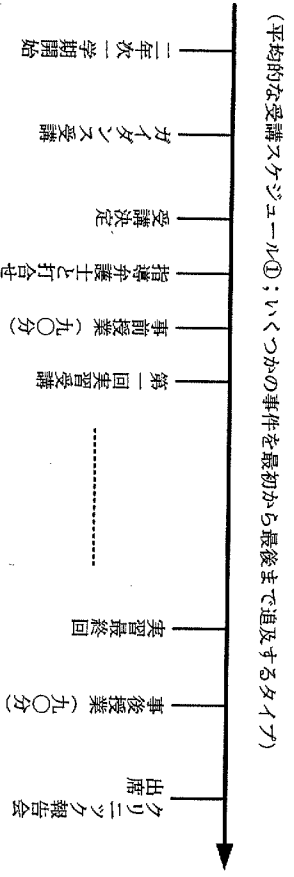 （平均的な受講スケジュール①；いくつかの事件を最初から最後まで追及するタイプ）
二年次一学期開始
ガイダンス受講
受講決定
指導弁護士と打合せ
事前授業（九〇分）
第一回実習受講
実習最終回
事後授業（九〇分）
クリニック報告会
出席